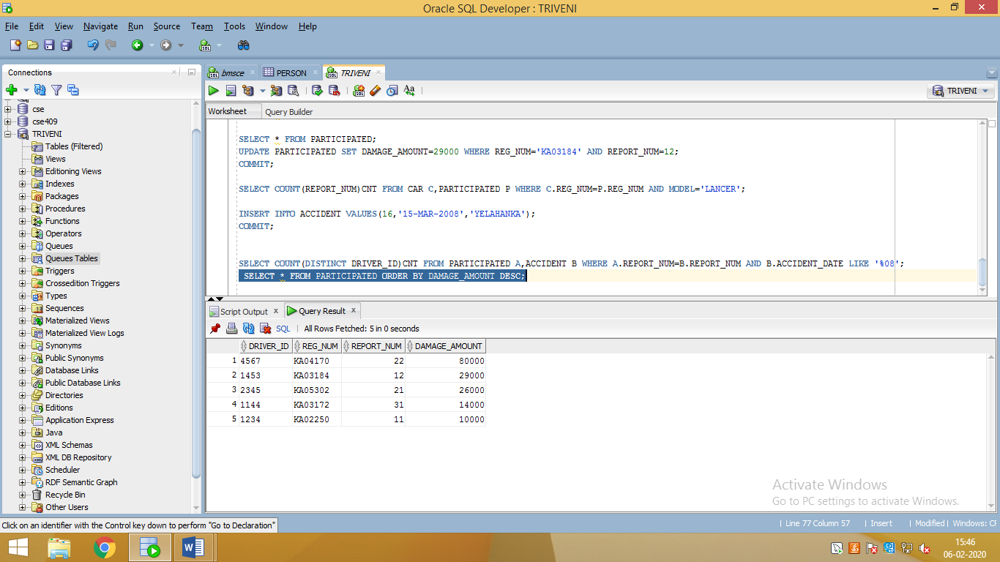 Oracle SQL Developer : TRIVENI
File Edit View Navigate Run Source Team Tools Window Help
Connections
cse
cse409
TRIVENI
Tables (Filtered)
Views
Editioning Views
Indexes
Packages
Procedures
Functions
Operators
Queues
Queues Tables
Triggers
Crossedition Triggers
Types
Sequences
Materialized Views
Materialized View Logs
Synonyms
Public Synonyms
Database Links
Public Database Links
Directories
Editions
Application Express
Java
XML Schemas
XML DB Repository
Scheduler
RDF Semantic Graph
Recycle Bin
Other Users
bmsce PERSON TRIVENI
TRIVENI
Worksheet Query Builder
SELECT * FROM PARTICIPATED;
UPDATE PARTICIPATED SET DAMAGE_AMOUNT=29000 WHERE REG_NUM='KA03184' AND REPORT_NUM=12;
COMMIT;
SELECT COUNT(REPORT_NUM)CNT FROM CAR C,PARTICIPATED P WHERE C.REG_NUM=P.REG_NUM AND MODEL='LANCER';
INSERT INTO ACCIDENT VALUES(16,'15-MAR-2008','YELAHANKA');
COMMIT;
SELECT COUNT(DISTINCT DRIVER_ID)CNT FROM PARTICIPATED A,ACCIDENT B WHERE A.REPORT_NUM=B.REPORT_NUM AND B.ACCIDENT_DATE LIKE '%08';
SELECT * FROM PARTICIPATED ORDER BY DAMAGE_AMOUNT DESC;
Script Output Query Result
SQL All Rows Fetched: 5 in 0 seconds
DRIVER_ID REG_NUM REPORT_NUM DAMAGE_AMOUNT
1 4567 KA04170 22 80000
2 1453 KA03184 12 29000
3 2345 KA05302 21 26000
4 1144 KA03172 31 14000
5 1234 KA02250 11 10000
Activate Windows
Go to PC settings to activate Windows.
Click on an identifier with the Control key down to perform "Go to Declaration"
Line 77 Column 57 Insert Modified Windows: CF
15:46
06-02-2020